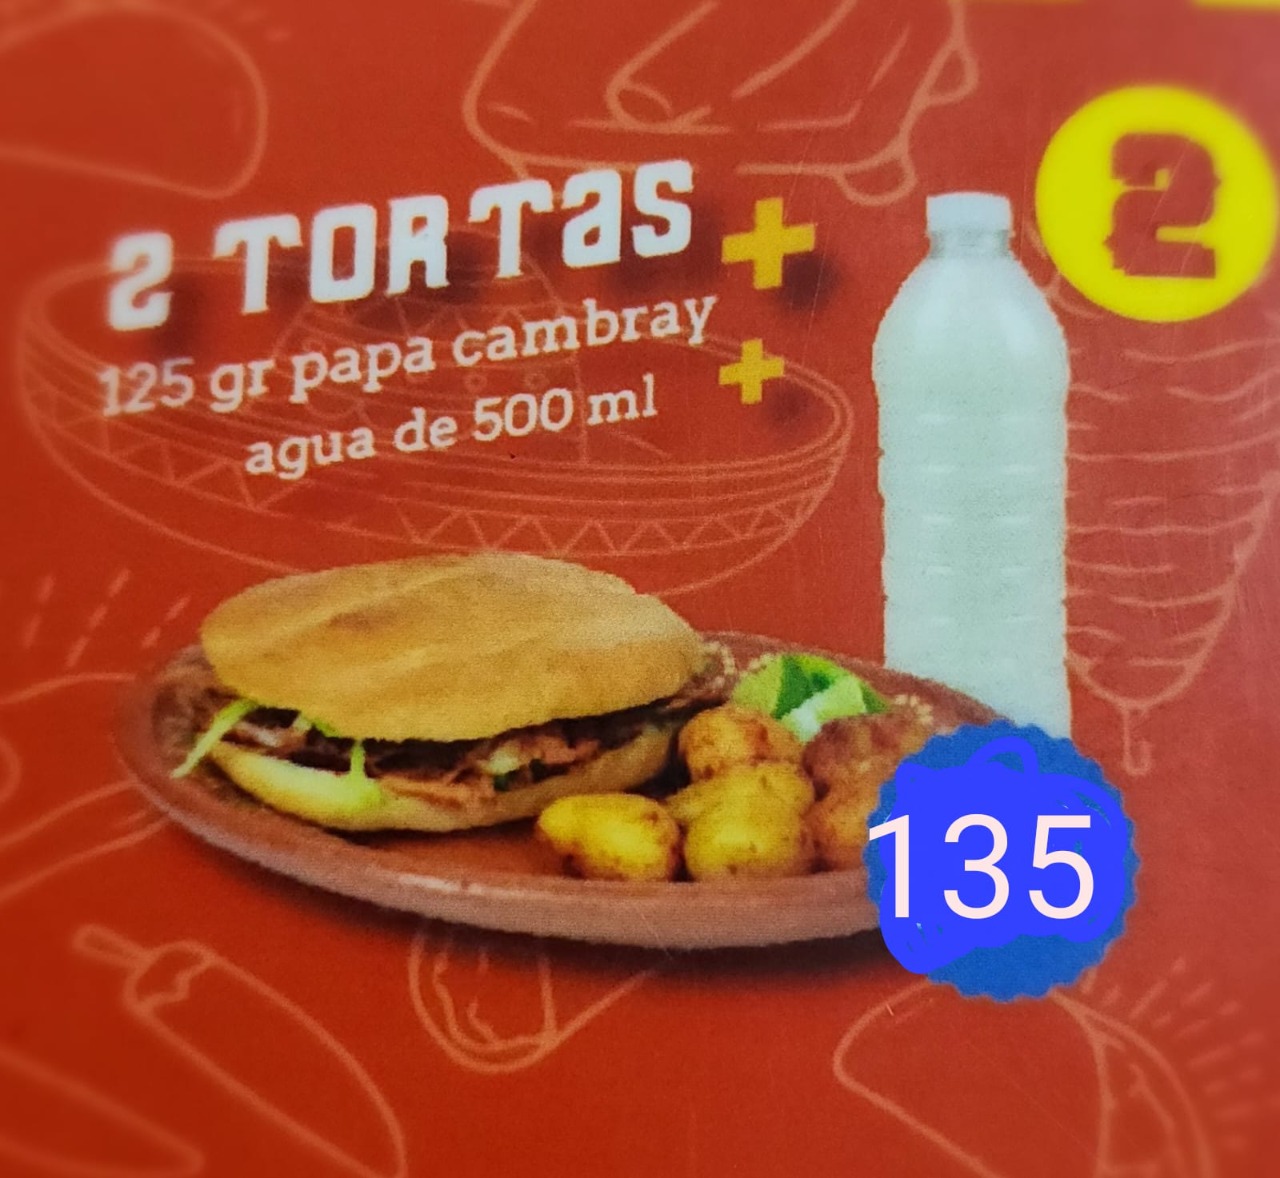 2 TORTAS +
125 gr papa cambray +
agua de 500 ml
2
135